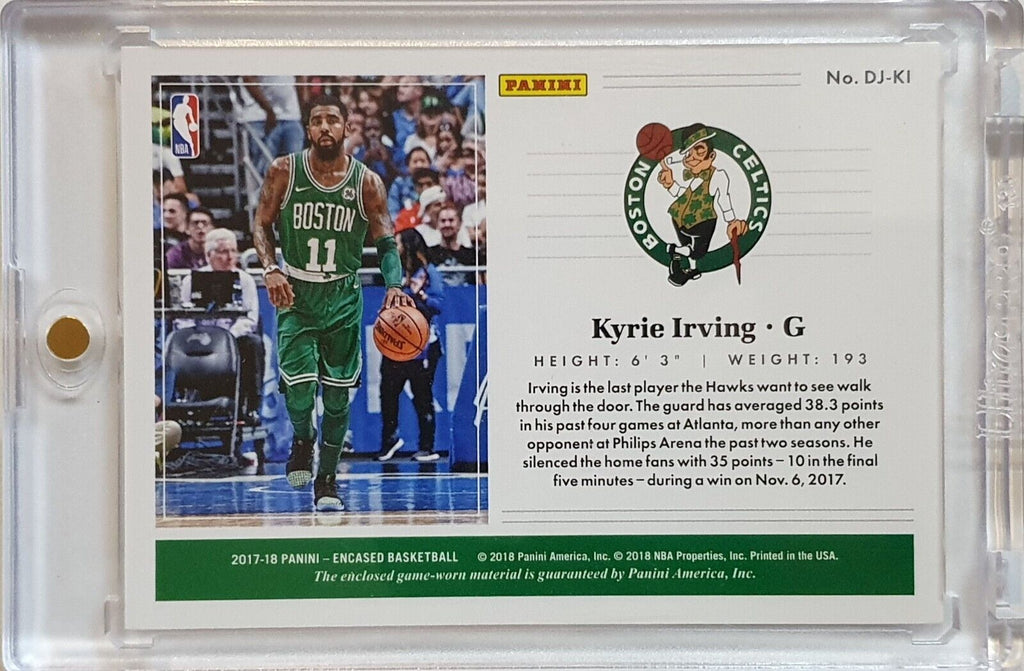 PANINI
No. DJ-KI
NBA
BOSTON
11
SPALDING
BOSTON CELTICS
Kyrie Irving · G
HEIGHT: 6' 3" | WEIGHT: 193
Irving is the last player the Hawks want to see walk
through the door. The guard has averaged 38.3 points
in his past four games at Atlanta, more than any other
opponent at Philips Arena the past two seasons. He
silenced the home fans with 35 points – 10 in the final
five minutes – during a win on Nov. 6, 2017.
2017-18 PANINI – ENCASED BASKETBALL © 2018 Panini America, Inc. © 2018 NBA Properties, Inc. Printed in the USA.
The enclosed game-worn material is guaranteed by Panini America, Inc.